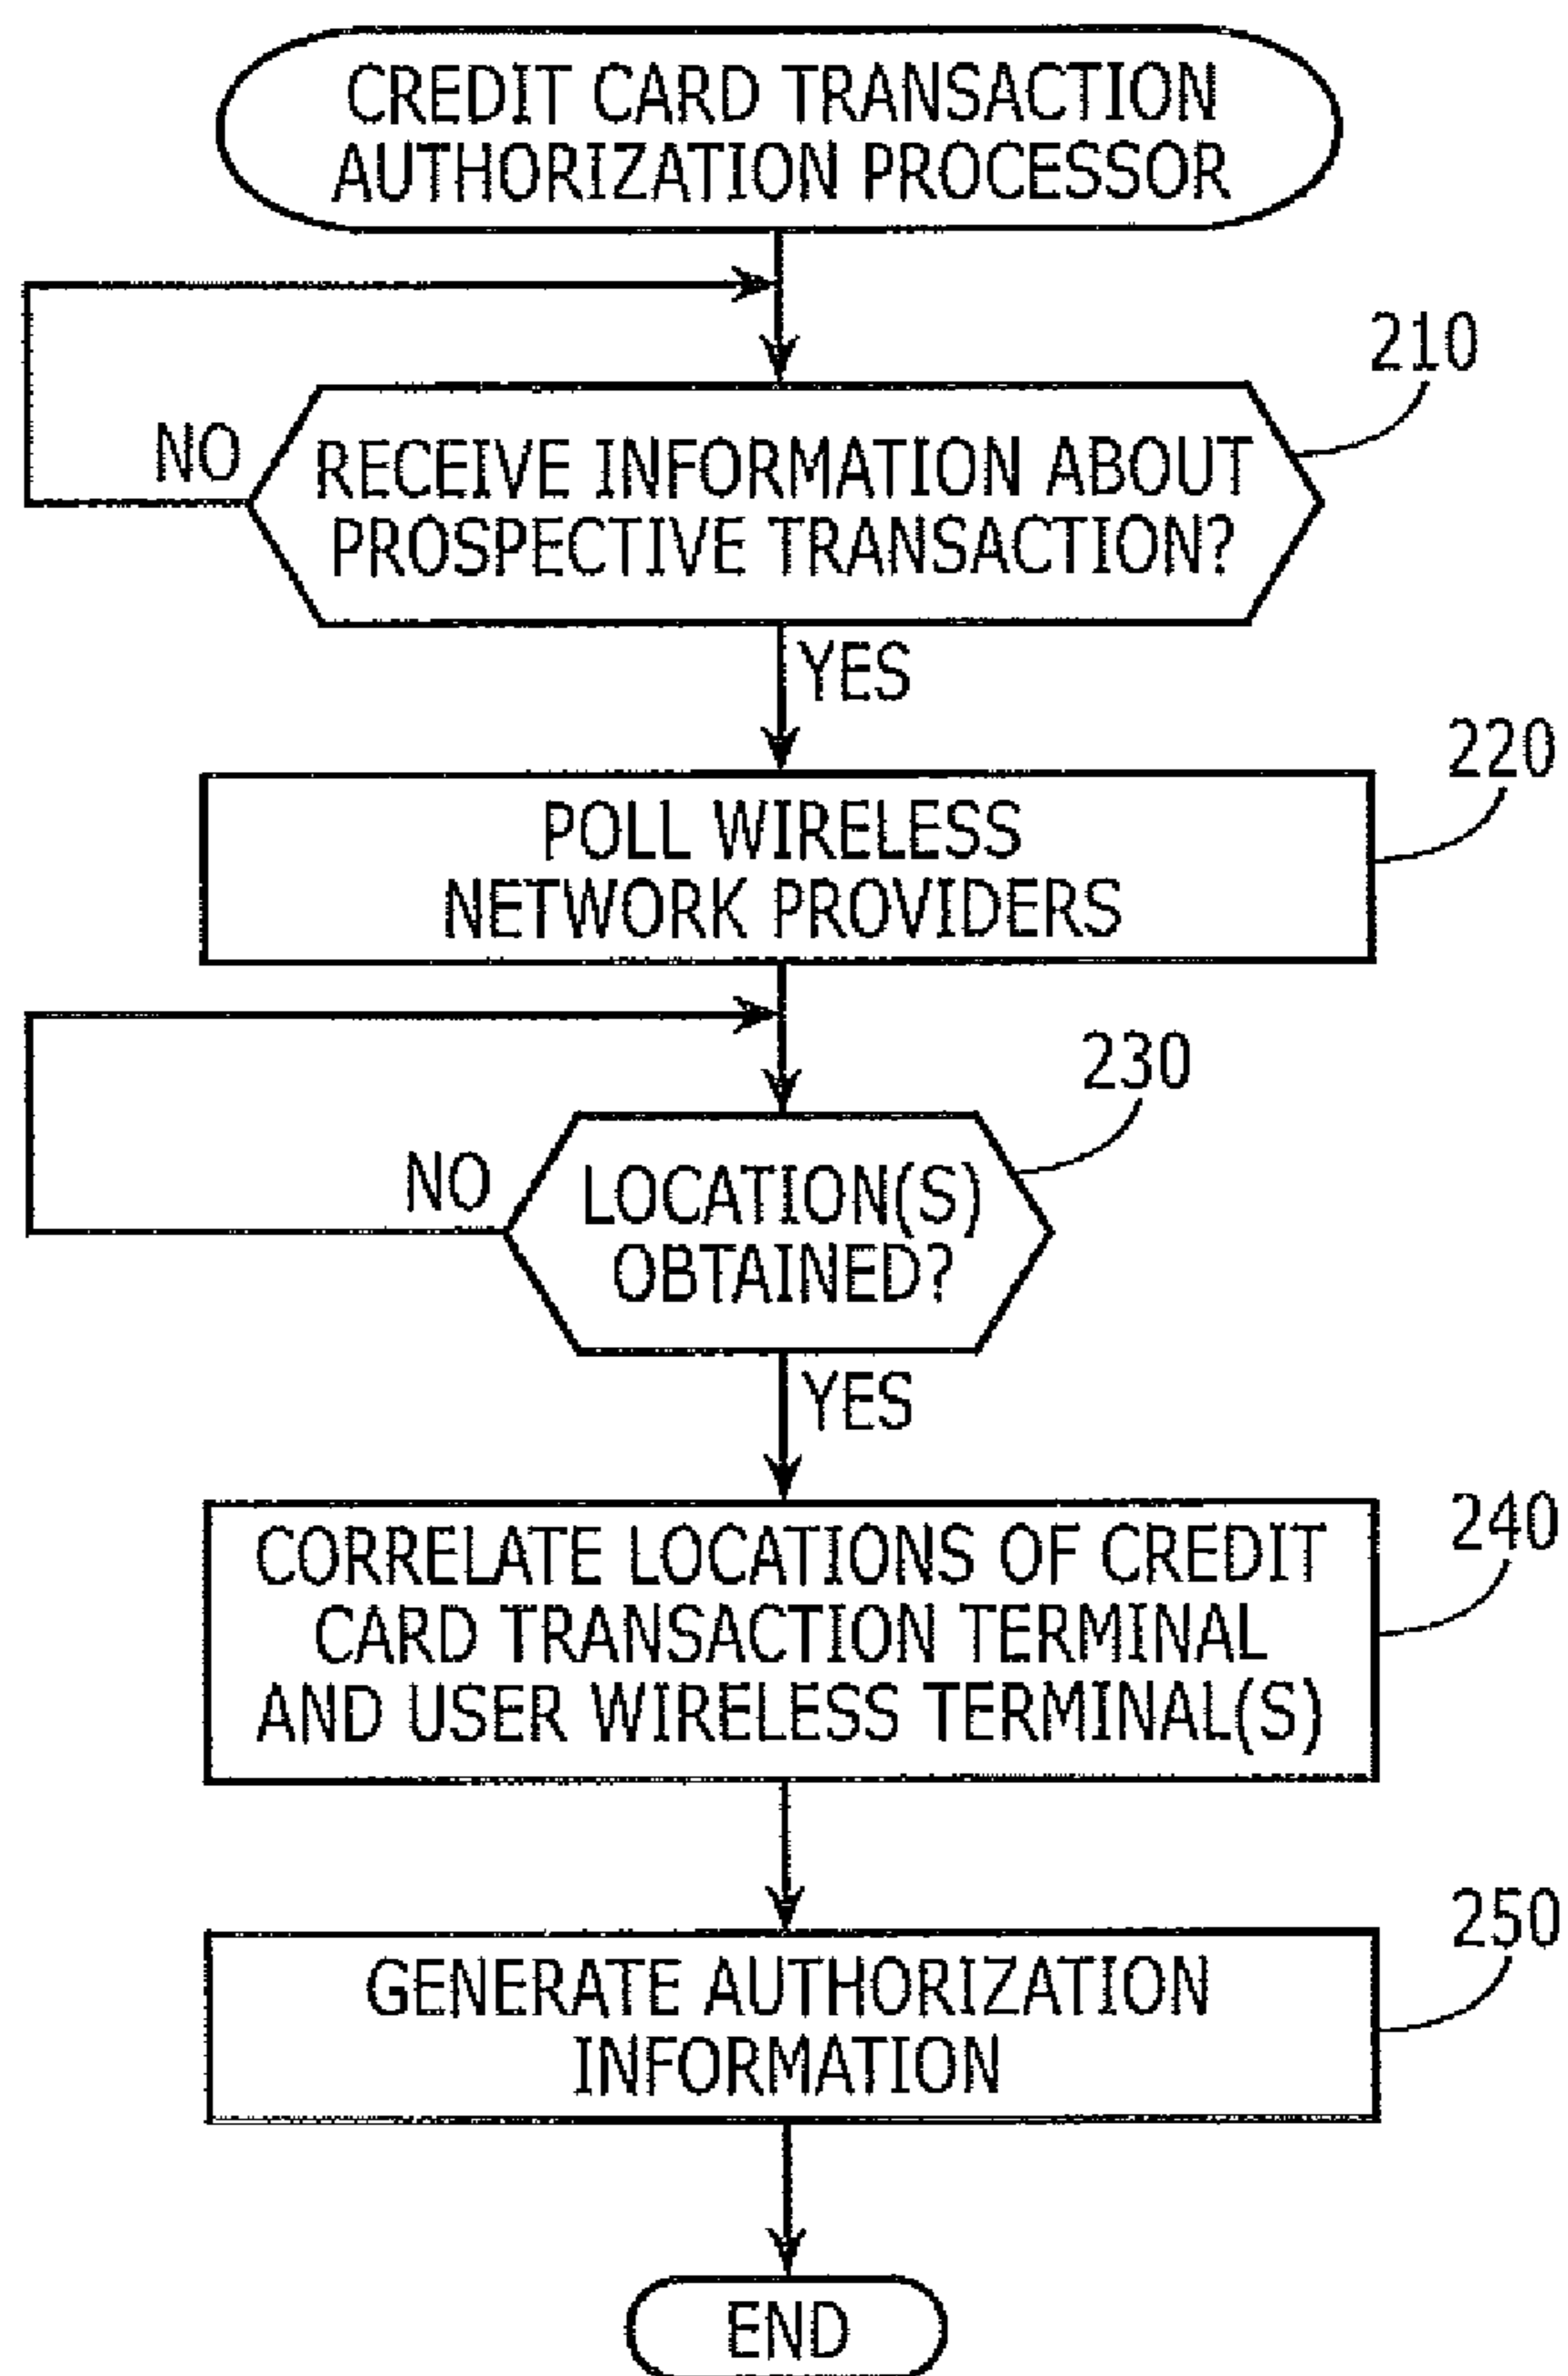 CREDIT CARD TRANSACTION
AUTHORIZATION PROCESSOR
210
NO
RECEIVE INFORMATION ABOUT
PROSPECTIVE TRANSACTION?
YES
220
POLL WIRELESS
NETWORK PROVIDERS
230
NO
LOCATION(S)
OBTAINED?
YES
240
CORRELATE LOCATIONS OF CREDIT
CARD TRANSACTION TERMINAL
AND USER WIRELESS TERMINAL(S)
250
GENERATE AUTHORIZATION
INFORMATION
END